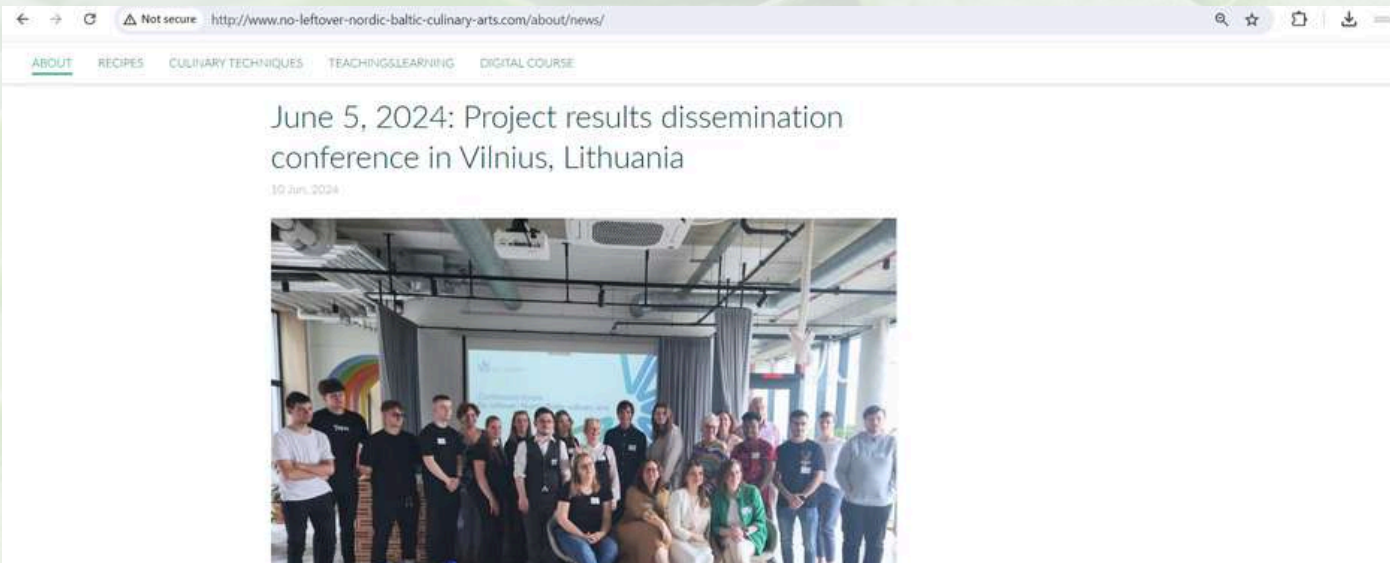 Not secure http://www.no-leftover-nordic-baltic-culinary-arts.com/about/news/
ABOUT RECIPES CULINARY TECHNIQUES TEACHINGS&LEARNING DIGITAL COURSE
June 5, 2024: Project results dissemination
conference in Vilnius, Lithuania
10 Jun, 2024